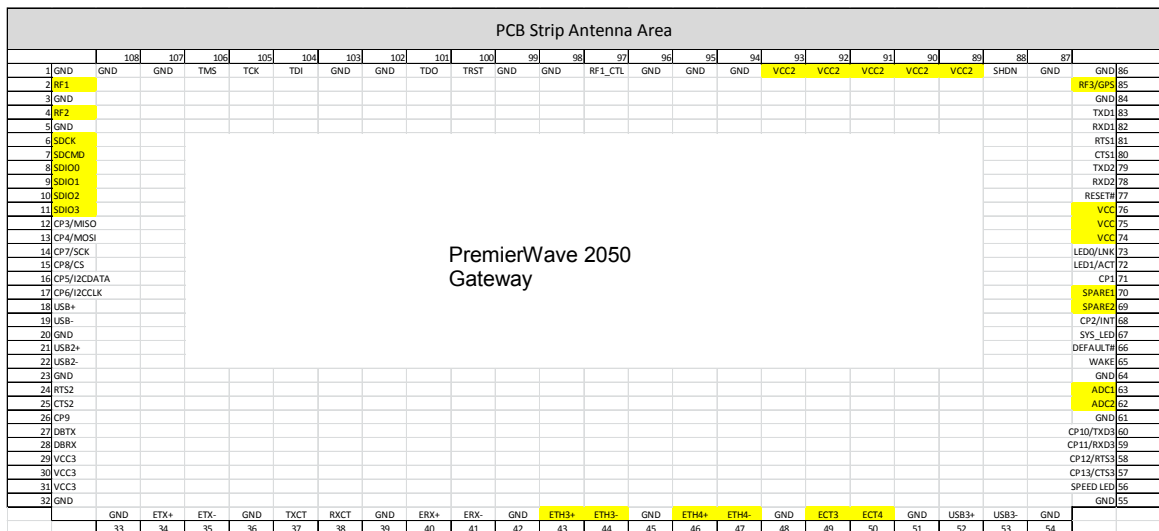 PCB Strip Antenna Area
108 107 106 105 104 103 102 101 100 99 98 97 96 95 94 93 92 91 90 89 88 87
1 GND GND GND TMS TCK TDI GND GND TDO TRST GND GND RF1_CTL GND GND GND VCC2 VCC2 VCC2 VCC2 VCC2 SHDN GND GND 86
2 RF1 RF3/GPS 85
3 GND GND 84
4 RF2 TXD1 83
5 GND RXD1 82
6 SDCK RTS1 81
7 SDCMD CTS1 80
8 SDIO0 TXD2 79
9 SDIO1 RXD2 78
10 SDIO2 RESET# 77
11 SDIO3 VCC 76
12 CP3/MISO VCC 75
13 CP4/MOSI VCC 74
14 CP7/SCK LED0/LNK 73
15 CP8/CS LED1/ACT 72
16 CP5/I2CDATA CP1 71
17 CP6/I2CCLK SPARE1 70
18 USB+ SPARE2 69
19 USB- CP2/INT 68
20 GND SYS_LED 67
21 USB2+ DEFAULT# 66
22 USB2- WAKE 65
PremierWave 2050
Gateway
23 GND GND 64
24 RTS2 ADC1 63
25 CTS2 ADC2 62
26 CP9 GND 61
27 DBTX CP10/TXD3 60
28 DBRX CP11/RXD3 59
29 VCC3 CP12/RTS3 58
30 VCC3 CP13/CTS3 57
31 VCC3 SPEED LED 56
32 GND GND 55
GND ETX+ ETX- GND TXCT RXCT GND ERX+ ERX- GND ETH3+ ETH3- GND ETH4+ ETH4- GND ECT3 ECT4 GND USB3+ USB3- GND
33 34 35 36 37 38 39 40 41 42 43 44 45 46 47 48 49 50 51 52 53 54